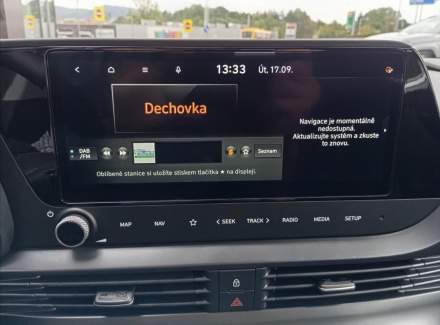 13:33 Út, 17.09.
Dechovka
DAB
/FM
Seznam
Oblíbené stanice si uložíte stiskem tlačítka ★ na displeji.
Navigace je momentálně
nedostupná.
Aktualizujte systém a zkuste
to znovu.
MAP NAV ☆ < SEEK TRACK > RADIO MEDIA SETUP